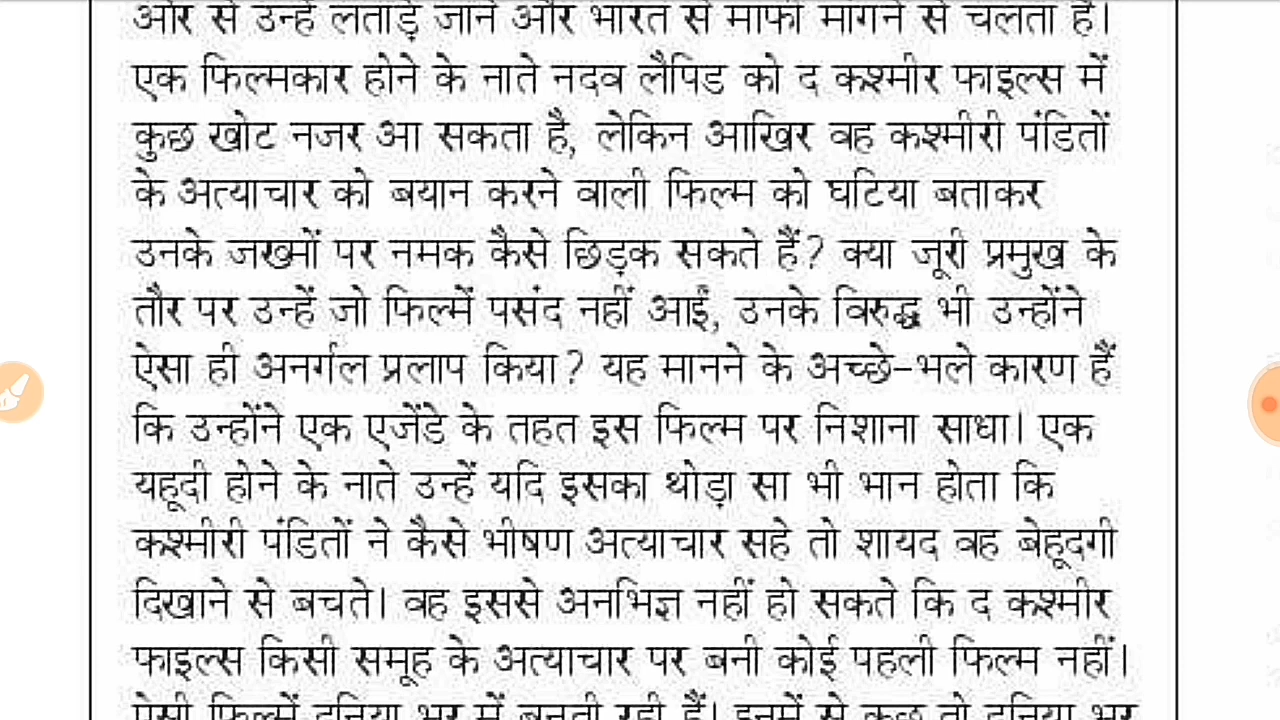 ओर से उन्हें लताड़े जाने और भारत से माफी मांगने से चलता है।
एक फिल्मकार होने के नाते नदव लैपिड को द कश्मीर फाइल्स में
कुछ खोट नजर आ सकता है, लेकिन आखिर वह कश्मीरी पंडितों
के अत्याचार को बयान करने वाली फिल्म को घटिया बताकर
उनके जख्मों पर नमक कैसे छिड़क सकते हैं? क्या जूरी प्रमुख के
तौर पर उन्हें जो फिल्में पसंद नहीं आईं, उनके विरुद्ध भी उन्होंने
ऐसा ही अनर्गल प्रलाप किया? यह मानने के अच्छे-भले कारण हैं
कि उन्होंने एक एजेंडे के तहत इस फिल्म पर निशाना साधा। एक
यहूदी होने के नाते उन्हें यदि इसका थोड़ा सा भी भान होता कि
कश्मीरी पंडितों ने कैसे भीषण अत्याचार सहे तो शायद वह बेहूदगी
दिखाने से बचते। वह इससे अनभिज्ञ नहीं हो सकते कि द कश्मीर
फाइल्स किसी समूह के अत्याचार पर बनी कोई पहली फिल्म नहीं।
ऐसी फिल्में दुनिया भर में बनती रही हैं। इनमें से कुछ तो दुनिया भर